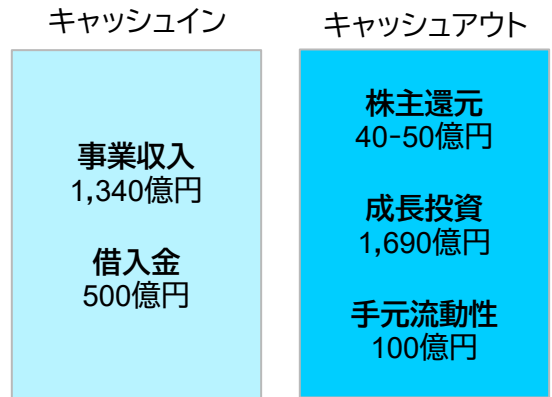 キャッシュイン
事業収入
1,340億円
借入金
500億円
キャッシュアウト
株主還元
40-50億円
成長投資
1,690億円
手元流動性
100億円